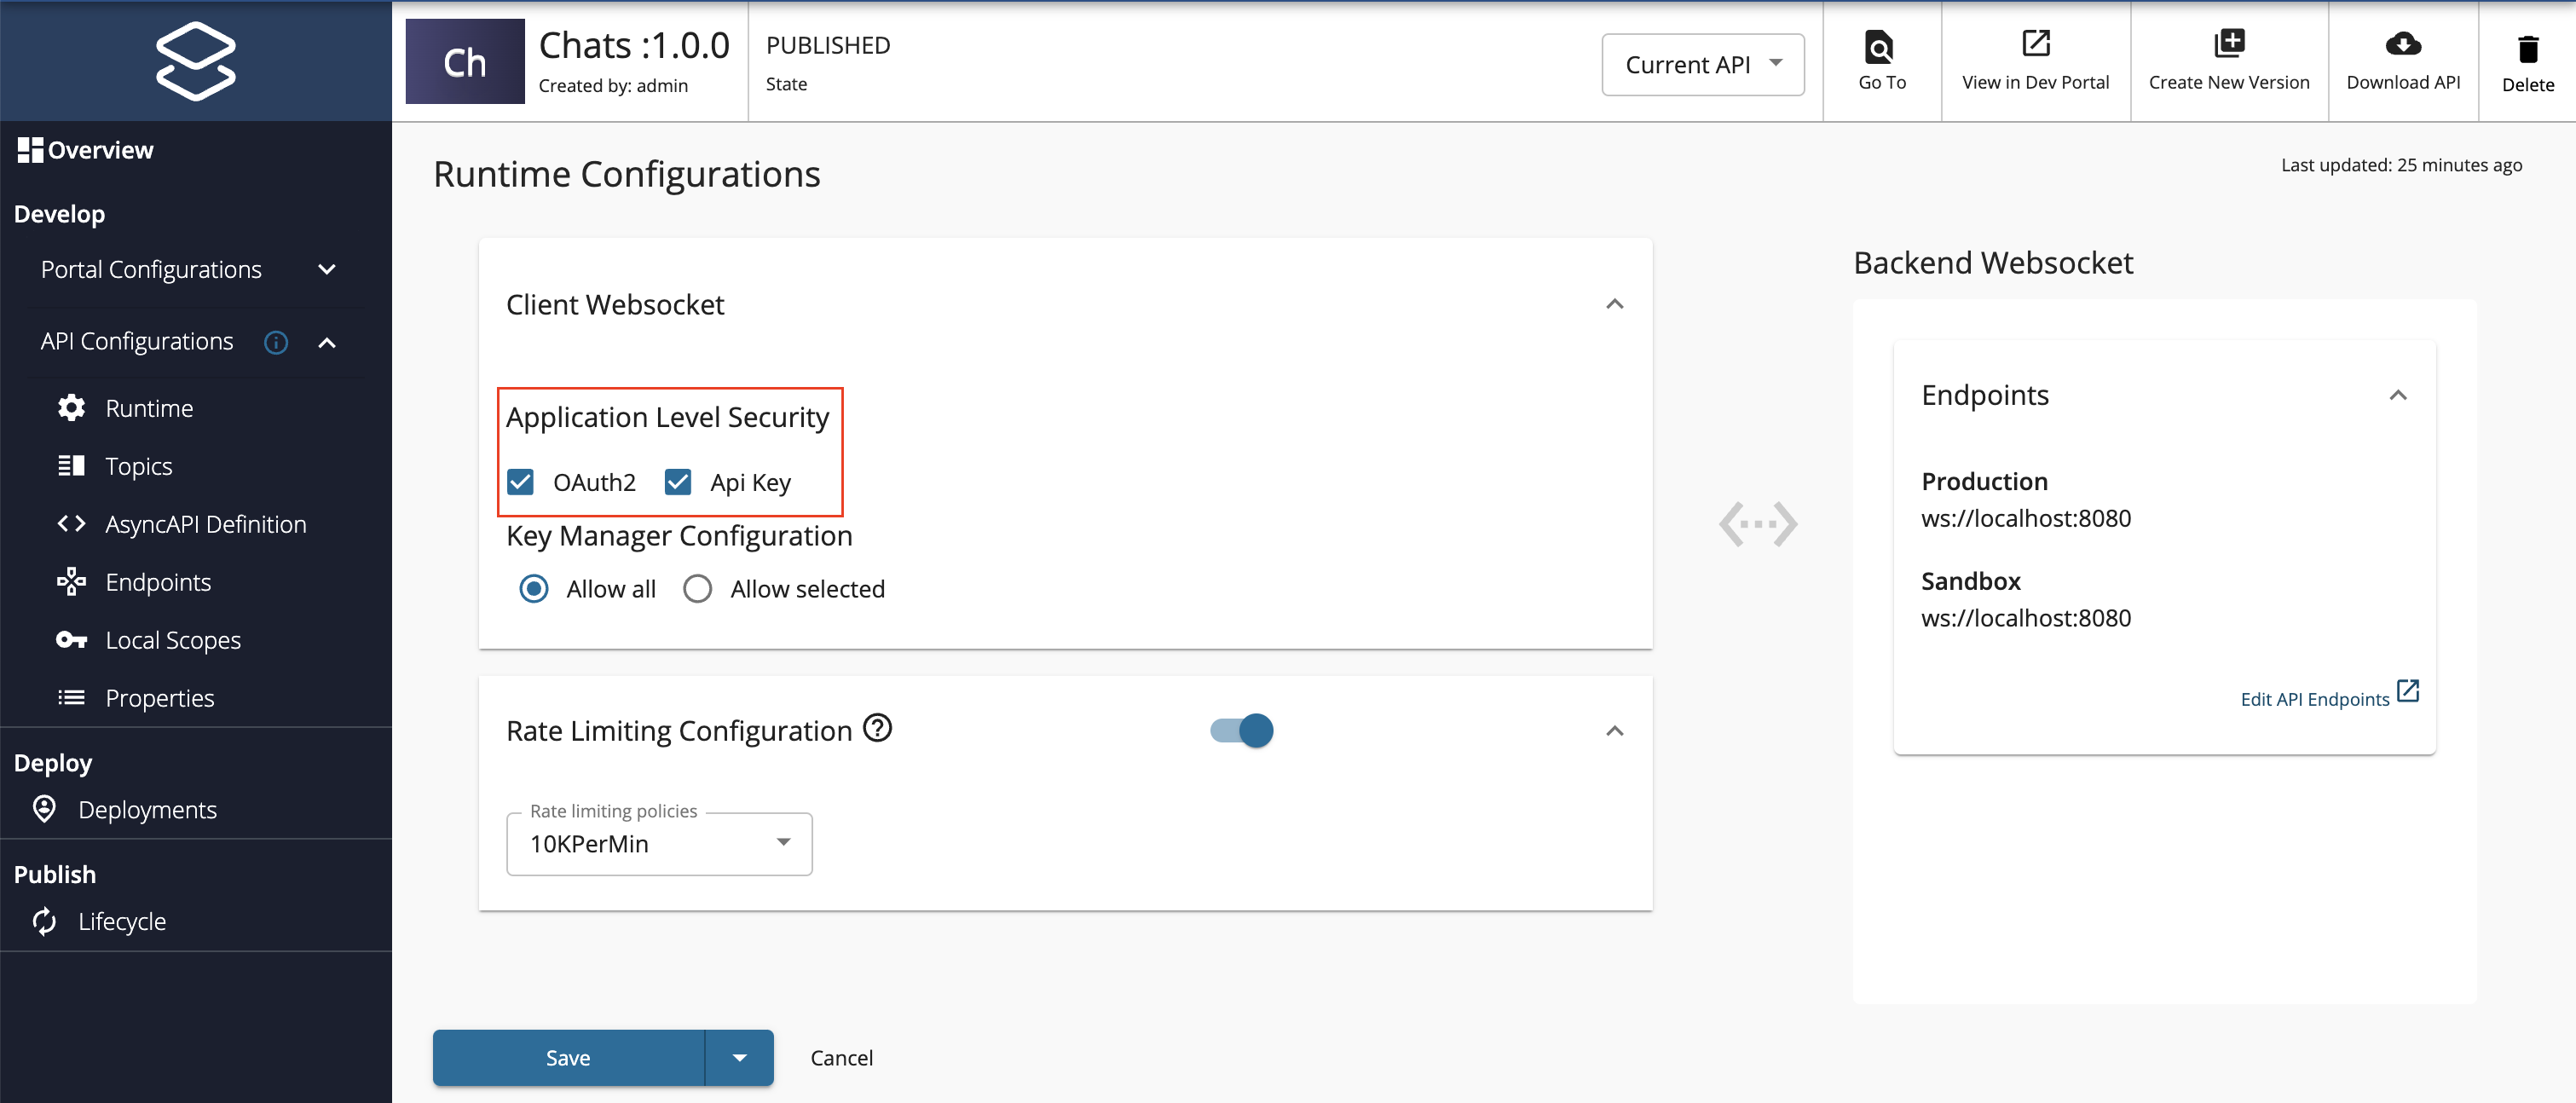 Ch
Chats :1.0.0
Created by: admin
PUBLISHED
State
Current API
Go To
View in Dev Portal
Create New Version
Download API
Delete
Overview
Develop
Portal Configurations
API Configurations
Runtime
Topics
AsyncAPI Definition
Endpoints
Local Scopes
Properties
Deploy
Deployments
Publish
Lifecycle
Runtime Configurations
Last updated: 25 minutes ago
Client Websocket
Application Level Security
OAuth2 Api Key
Key Manager Configuration
Allow all Allow selected
Rate Limiting Configuration
Rate limiting policies
10KPerMin
Backend Websocket
Endpoints
Production
ws://localhost:8080
Sandbox
ws://localhost:8080
Edit API Endpoints
Save
Cancel